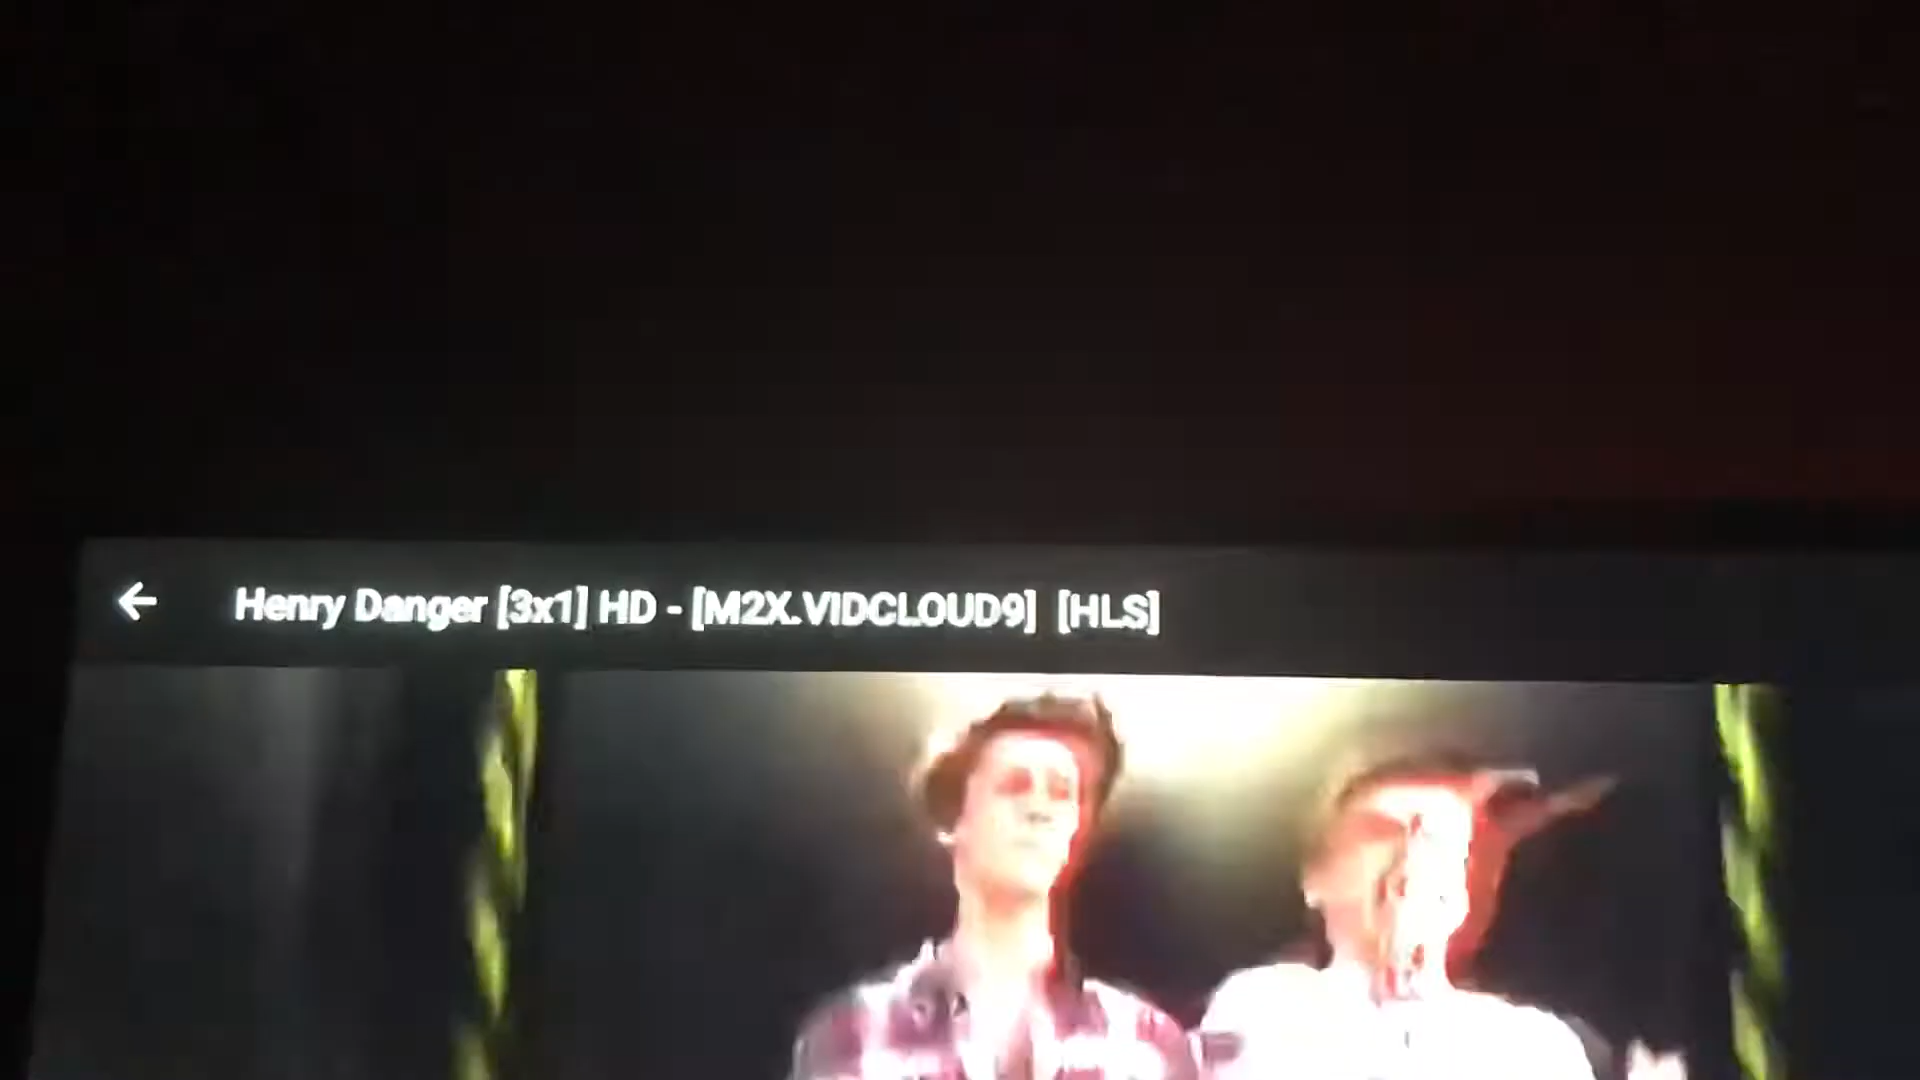 Henry Danger [3x1] HD - [M2X.VIDCLOUD9] [HLS]